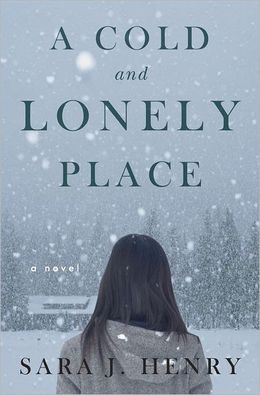 A COLD
and
LONELY
PLACE
a novel
SARA J. HENRY